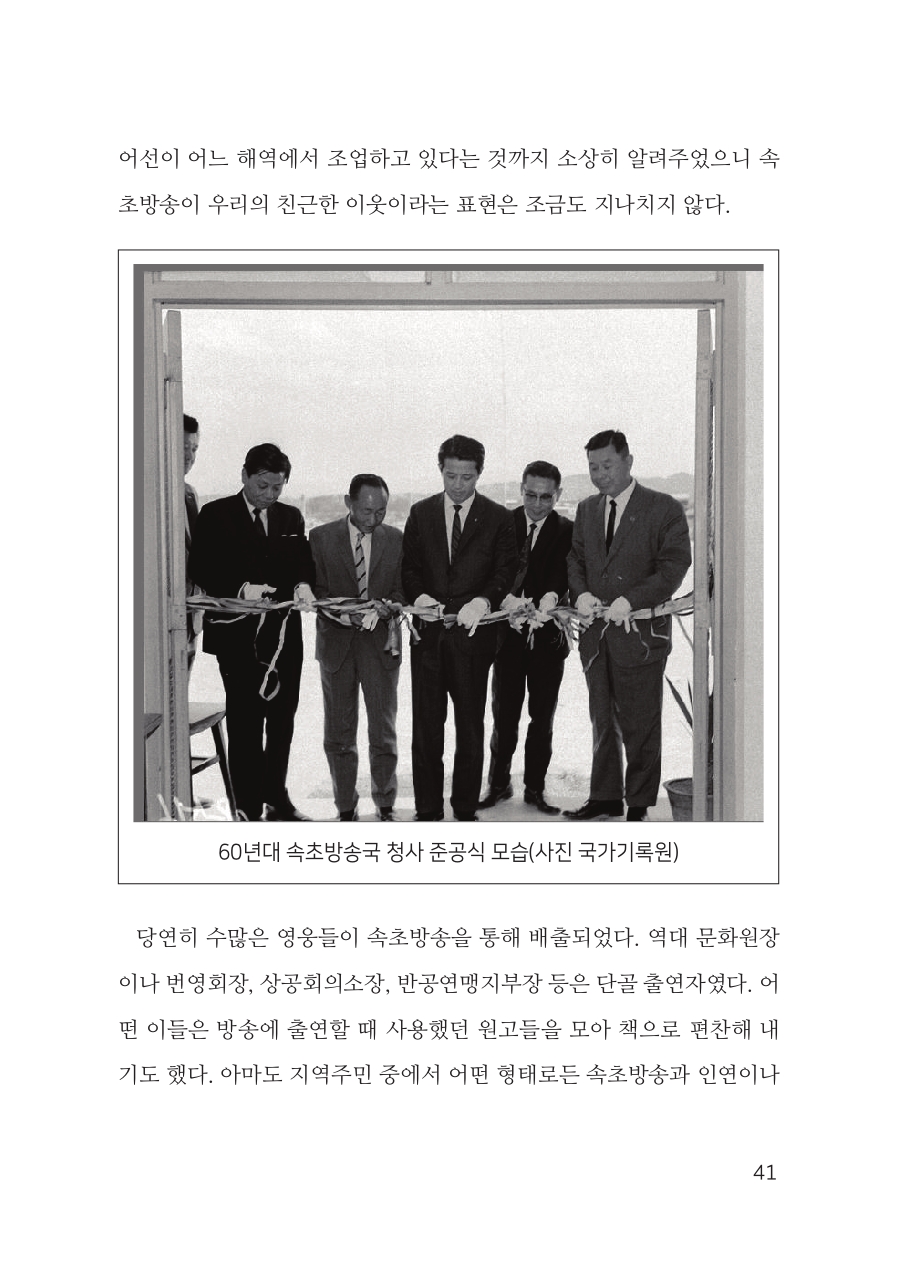 어선이 어느 해역에서 조업하고 있다는 것까지 소상히 알려주었으니 속
초방송이 우리의 친근한 이웃이라는 표현은 조금도 지나치지 않다.
60년대 속초방송국 청사 준공식 모습(사진 국가기록원)
당연히 수많은 영웅들이 속초방송을 통해 배출되었다. 역대 문화원장
이나 번영회장, 상공회의소장, 반공연맹지부장 등은 단골 출연자였다. 어
떤 이들은 방송에 출연할 때 사용했던 원고들을 모아 책으로 편찬해 내
기도 했다. 아마도 지역주민 중에서 어떤 형태로든 속초방송과 인연이나
41